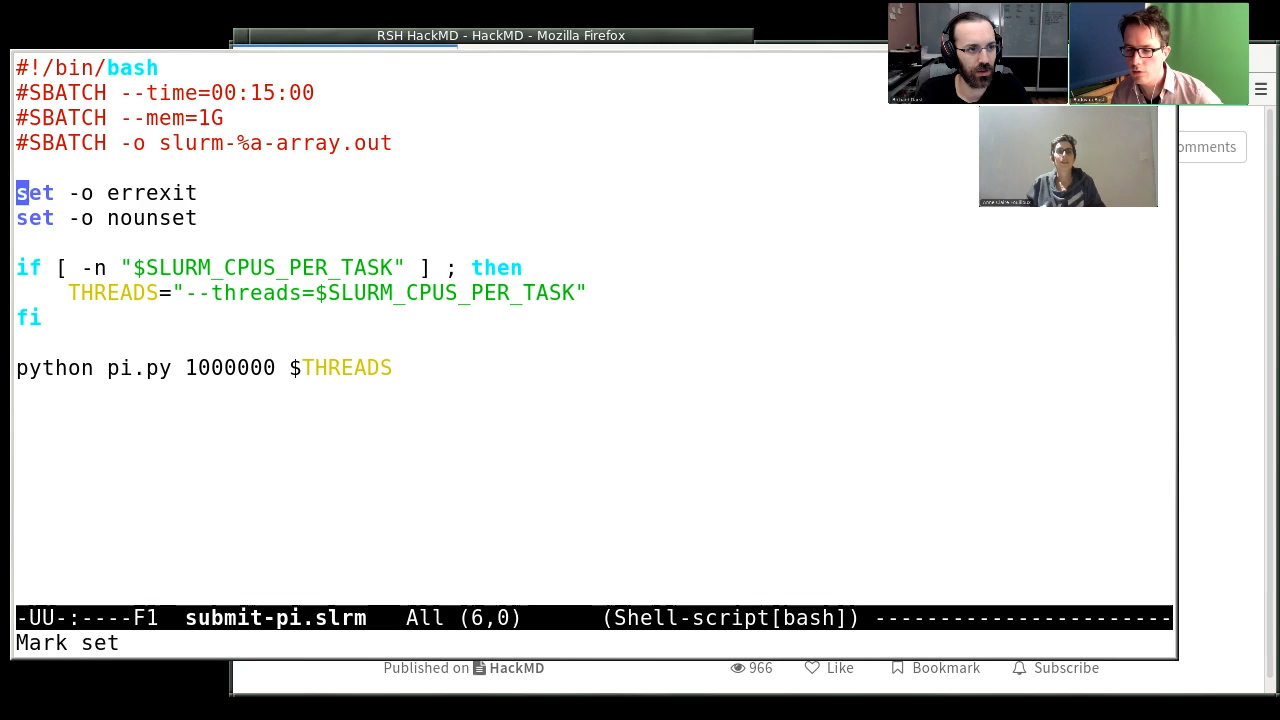 RSH HackMD - HackMD - Mozilla Firefox
#!/bin/bash
#SBATCH --time=00:15:00
#SBATCH --mem=1G
#SBATCH -o slurm-%a-array.out
set -o errexit
set -o nounset
if [ -n "$SLURM_CPUS_PER_TASK" ] ; then
THREADS="--threads=$SLURM_CPUS_PER_TASK"
fi
python pi.py 1000000 $THREADS
-UU-:----F1 submit-pi.slrm All (6,0) (Shell-script[bash]) -----------------------
Mark set
omments
Published on HackMD 966 Like Bookmark Subscribe